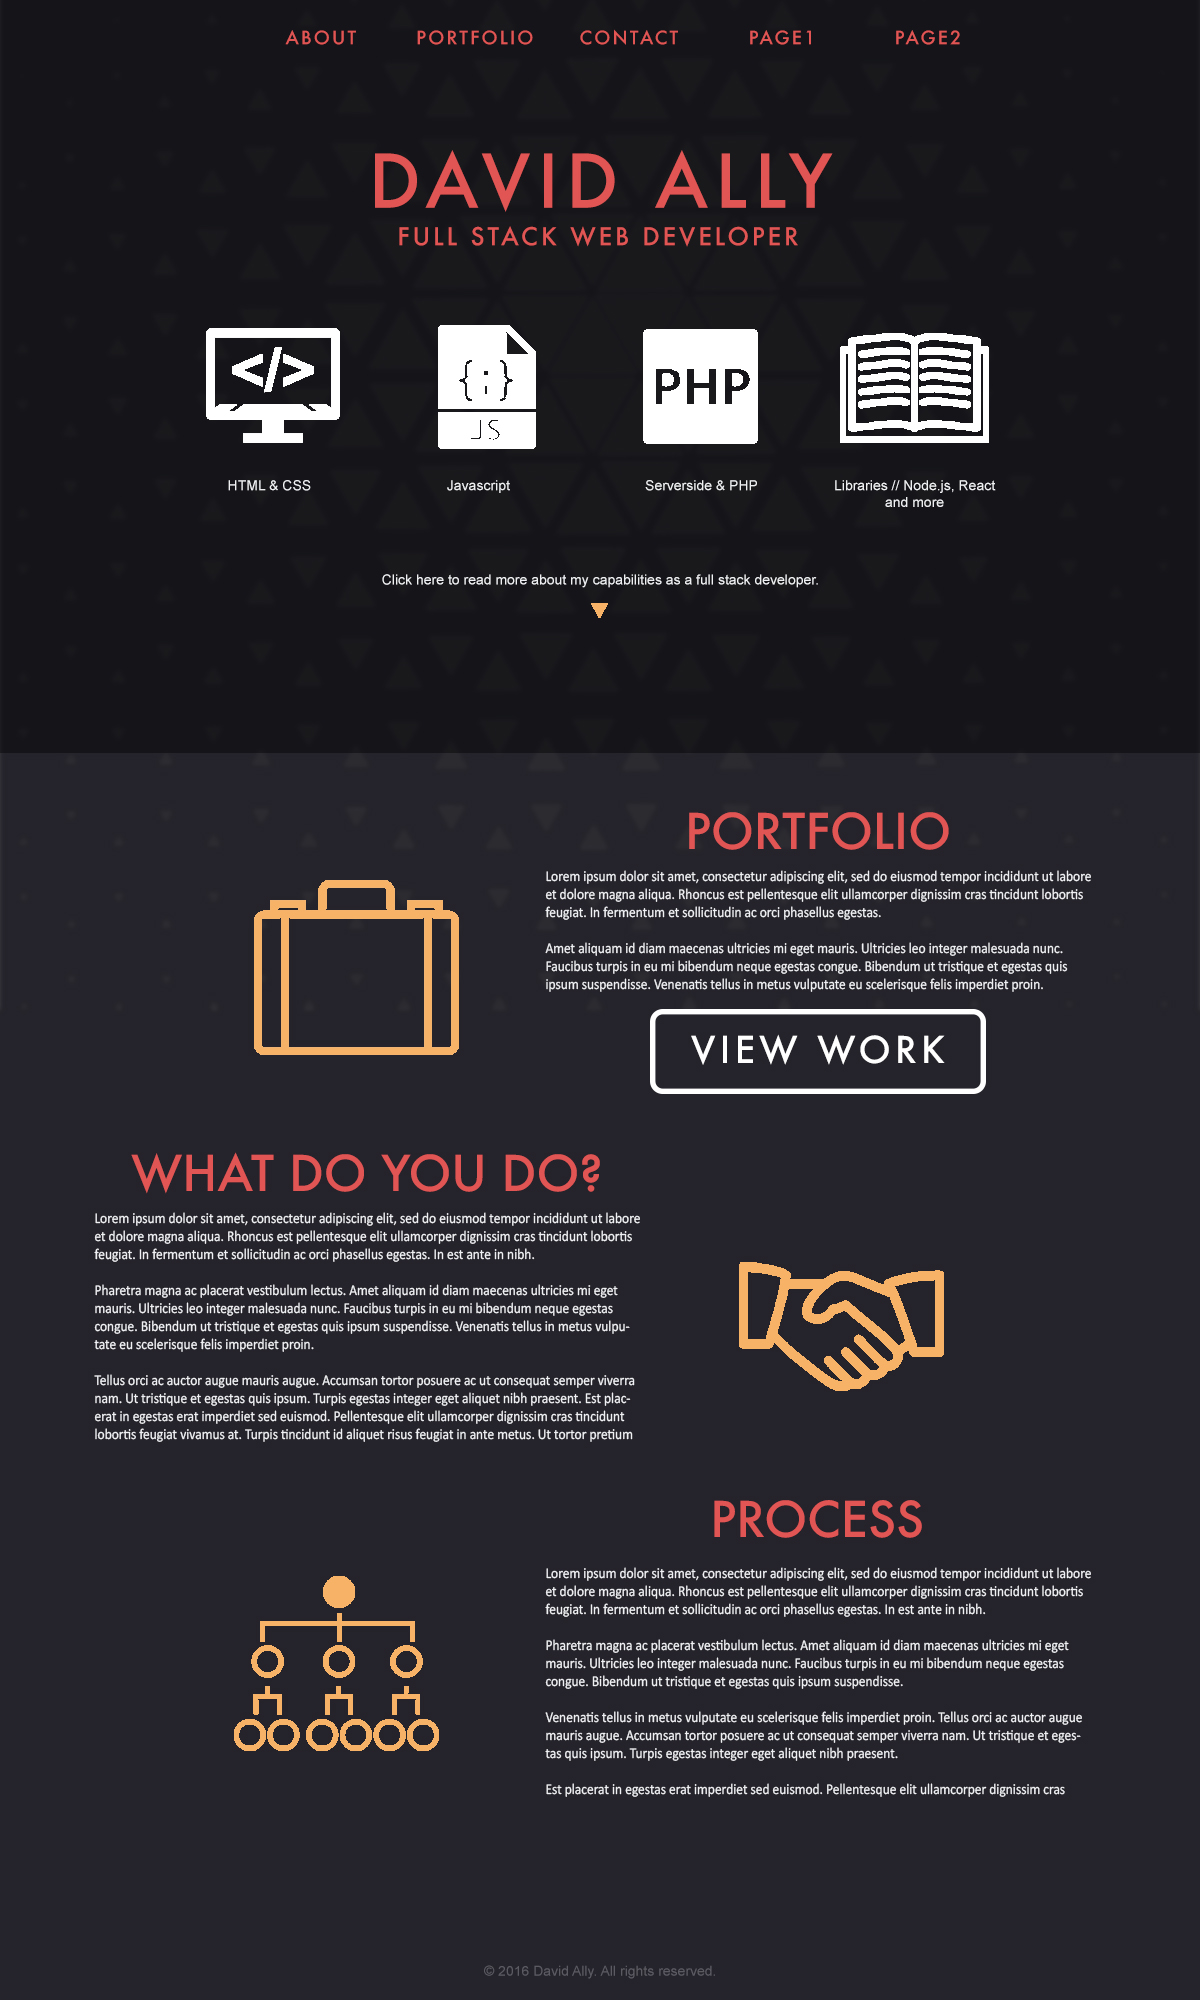 ABOUT PORTFOLIO CONTACT PAGE1 PAGE2
DAVID ALLY
FULL STACK WEB DEVELOPER
</>
{;}
JS
PHP
HTML & CSS
Javascript
Serverside & PHP
Libraries // Node.js, React
and more
Click here to read more about my capabilities as a full stack developer.
PORTFOLIO
Lorem ipsum dolor sit amet, consectetur adipiscing elit, sed do eiusmod tempor incididunt ut labore
et dolore magna aliqua. Rhoncus est pellentesque elit ullamcorper dignissim cras tincidunt lobortis
feugiat. In fermentum et sollicitudin ac orci phasellus egestas.
Amet aliquam id diam maecenas ultricies mi eget mauris. Ultricies leo integer malesuada nunc.
Faucibus turpis in eu mi bibendum neque egestas congue. Bibendum ut tristique et egestas quis
ipsum suspendisse. Venenatis tellus in metus vulputate eu scelerisque felis imperdiet proin.
VIEW WORK
WHAT DO YOU DO?
Lorem ipsum dolor sit amet, consectetur adipiscing elit, sed do eiusmod tempor incididunt ut labore
et dolore magna aliqua. Rhoncus est pellentesque elit ullamcorper dignissim cras tincidunt lobortis
feugiat. In fermentum et sollicitudin ac orci phasellus egestas. In est ante in nibh.
Pharetra magna ac placerat vestibulum lectus. Amet aliquam id diam maecenas ultricies mi eget
mauris. Ultricies leo integer malesuada nunc. Faucibus turpis in eu mi bibendum neque egestas
congue. Bibendum ut tristique et egestas quis ipsum suspendisse. Venenatis tellus in metus vulpu-
tate eu scelerisque felis imperdiet proin.
Tellus orci ac auctor augue mauris augue. Accumsan tortor posuere ac ut consequat semper viverra
nam. Ut tristique et egestas quis ipsum. Turpis egestas integer eget aliquet nibh praesent. Est plac-
erat in egestas erat imperdiet sed euismod. Pellentesque elit ullamcorper dignissim cras tincidunt
lobortis feugiat vivamus at. Turpis tincidunt id aliquet risus feugiat in ante metus. Ut tortor pretium
PROCESS
Lorem ipsum dolor sit amet, consectetur adipiscing elit, sed do eiusmod tempor incididunt ut labore
et dolore magna aliqua. Rhoncus est pellentesque elit ullamcorper dignissim cras tincidunt lobortis
feugiat. In fermentum et sollicitudin ac orci phasellus egestas. In est ante in nibh.
Pharetra magna ac placerat vestibulum lectus. Amet aliquam id diam maecenas ultricies mi eget
mauris. Ultricies leo integer malesuada nunc. Faucibus turpis in eu mi bibendum neque egestas
congue. Bibendum ut tristique et egestas quis ipsum suspendisse.
Venenatis tellus in metus vulputate eu scelerisque felis imperdiet proin. Tellus orci ac auctor augue
mauris augue. Accumsan tortor posuere ac ut consequat semper viverra nam. Ut tristique et eges-
tas quis ipsum. Turpis egestas integer eget aliquet nibh praesent.
Est placerat in egestas erat imperdiet sed euismod. Pellentesque elit ullamcorper dignissim cras
© 2016 David Ally. All rights reserved.